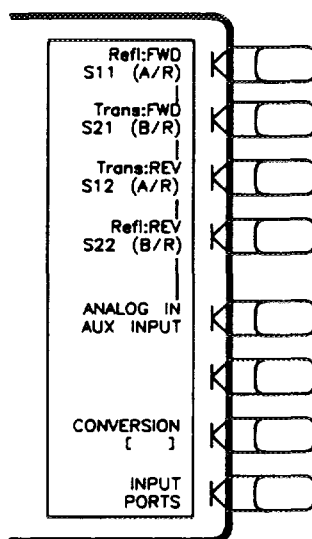 Refl:FWD
S11 (A/R)
Trans:FWD
S21 (B/R)
Trans:REV
S12 (A/R)
Refl:REV
S22 (B/R)
ANALOG IN
AUX INPUT
CONVERSION
[ ]
INPUT
PORTS